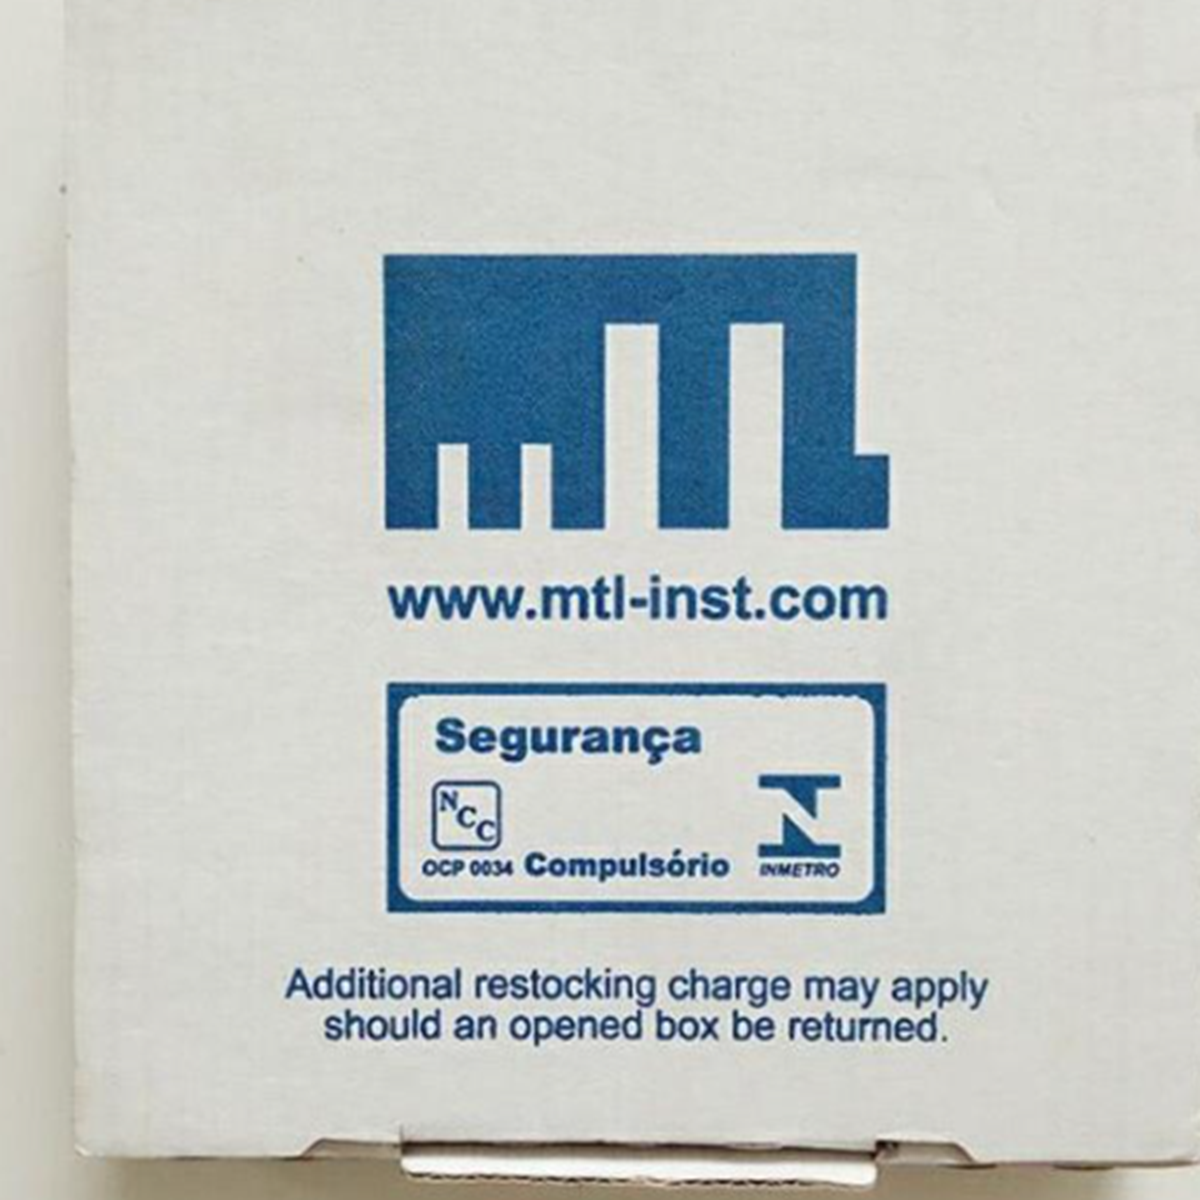 mTL
www.mtl-inst.com
Segurança
NCC
OCP 0034 Compulsório INMETRO
Additional restocking charge may apply
should an opened box be returned.